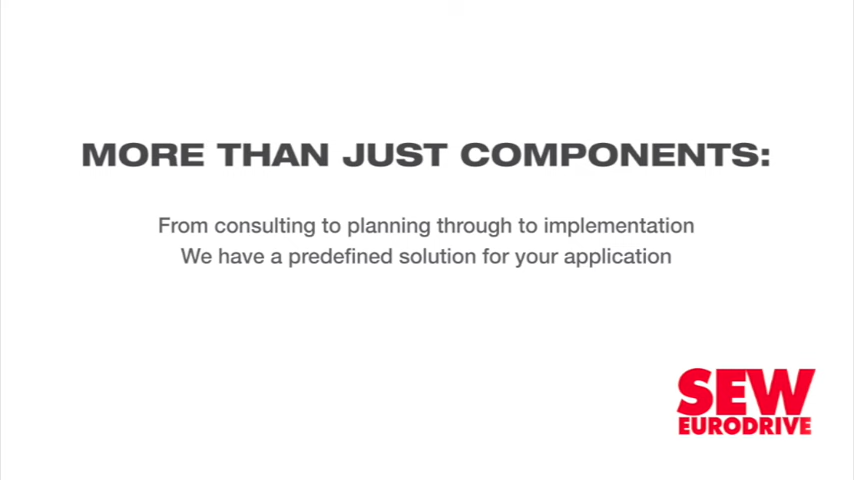 MORE THAN JUST COMPONENTS:
From consulting to planning through to implementation
We have a predefined solution for your application
SEW
EURODRIVE